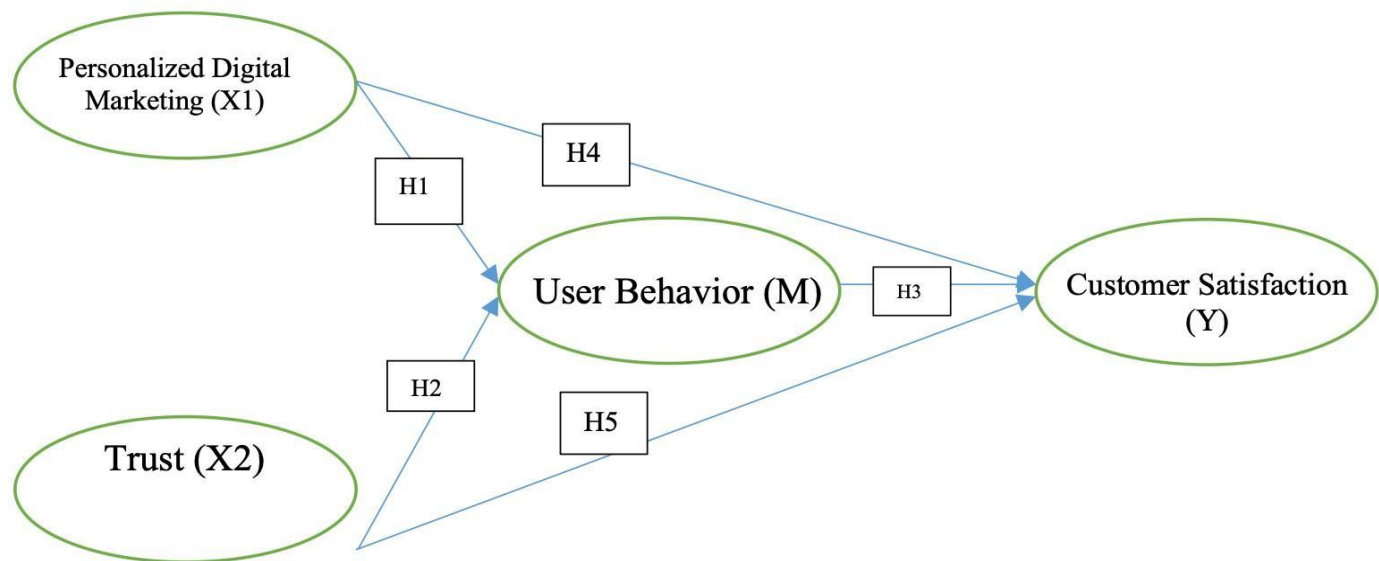 Personalized Digital
Marketing (X1)
H4
H1
User Behavior (M)
H3
Customer Satisfaction
(Y)
H2
H5
Trust (X2)